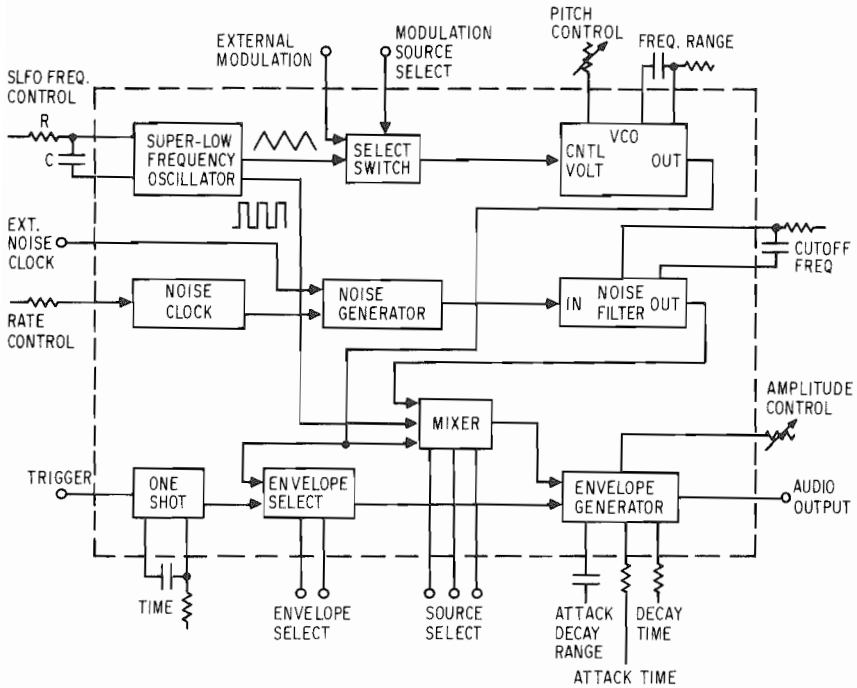 PITCH
CONTROL
EXTERNAL
MODULATION
MODULATION
SOURCE
SELECT
FREQ. RANGE
SLFO FREQ.
CONTROL
R
C
SUPER-LOW
FREQUENCY
OSCILLATOR
SELECT
SWITCH
VCO
CNTL
VOLT
OUT
EXT.
NOISE
CLOCK
CUTOFF
FREQ
NOISE
CLOCK
NOISE
GENERATOR
IN
NOISE
FILTER
OUT
RATE
CONTROL
MIXER
AMPLITUDE
CONTROL
TRIGGER
ONE
SHOT
ENVELOPE
SELECT
ENVELOPE
GENERATOR
AUDIO
OUTPUT
TIME
ENVELOPE
SELECT
SOURCE
SELECT
ATTACK
DECAY
RANGE
DECAY
TIME
ATTACK TIME